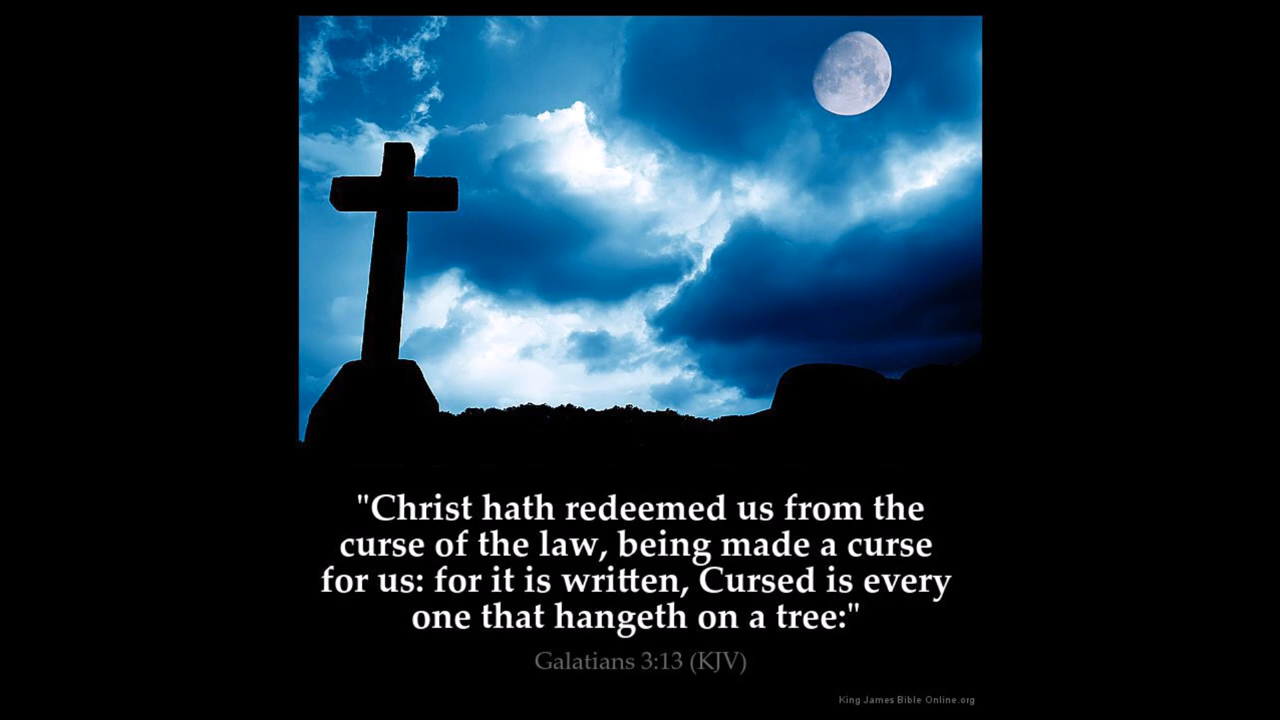 "Christ hath redeemed us from the
curse of the law, being made a curse
for us: for it is written, Cursed is every
one that hangeth on a tree:"
Galatians 3:13 (KJV)
King James Bible Online.org